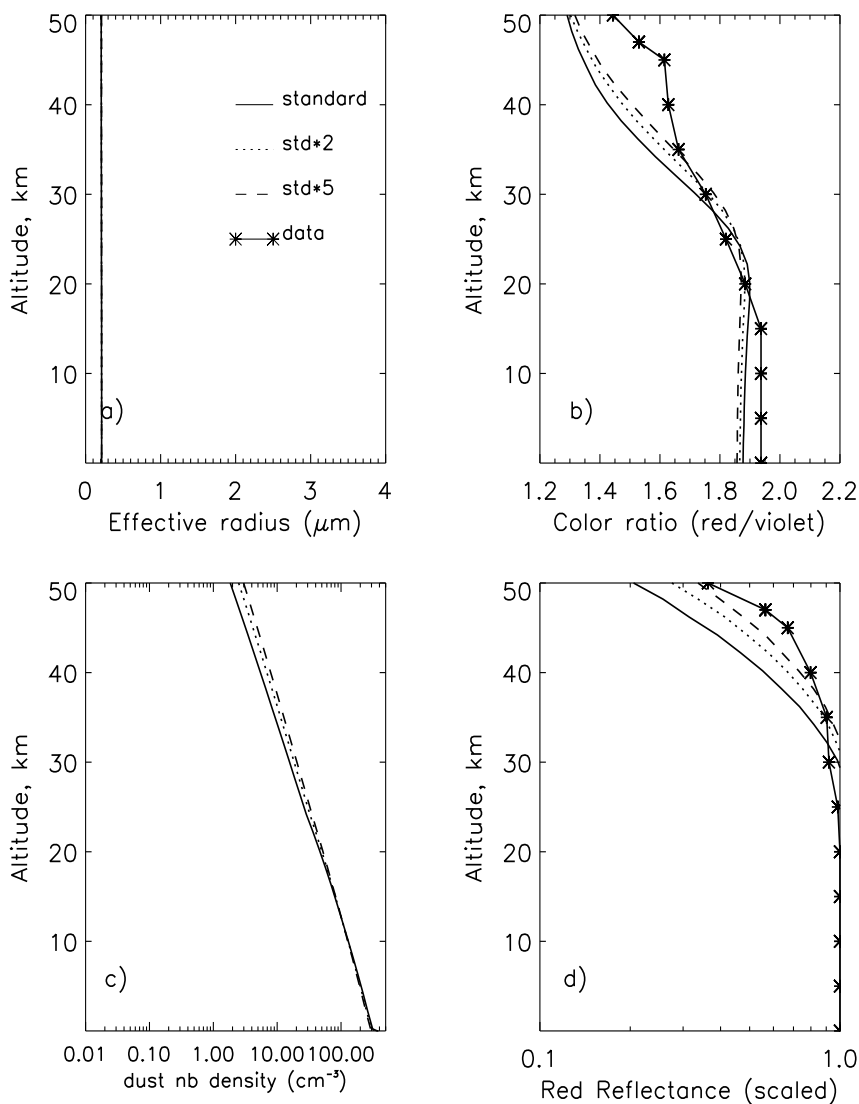 50
40
30
20
10
Altitude, km
standard
std*2
std*5
data
a)
0 1 2 3 4
Effective radius (μm)
50
40
30
20
10
Altitude, km
b)
1.2 1.4 1.6 1.8 2.0 2.2
Color ratio (red/violet)
50
40
30
20
10
Altitude, km
c)
0.01 0.10 1.00 10.00 100.00
dust nb density (cm⁻³)
50
40
30
20
10
Altitude, km
d)
0.1 1.0
Red Reflectance (scaled)